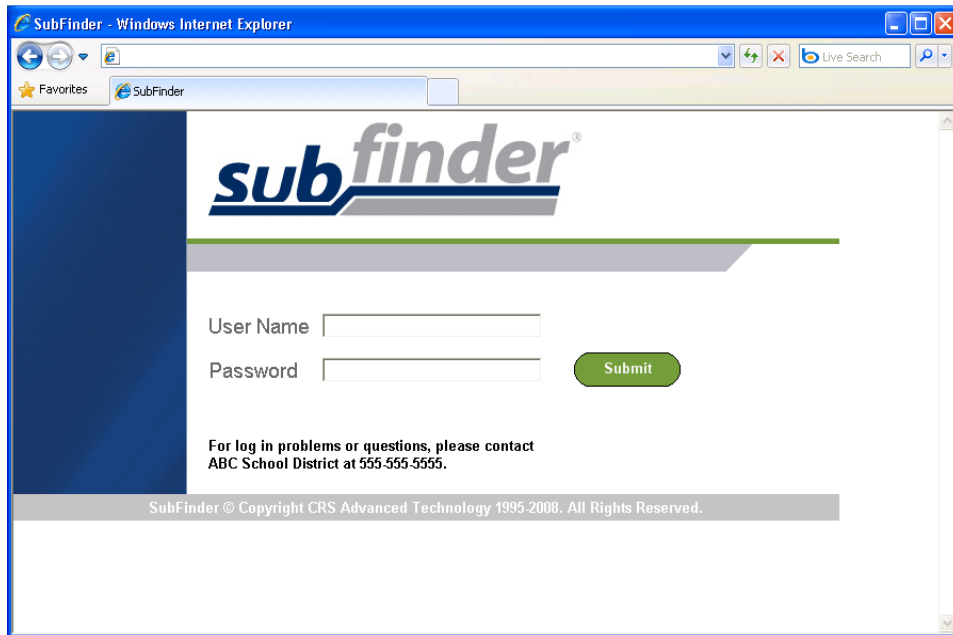 SubFinder - Windows Internet Explorer
Live Search
Favorites
SubFinder
subfinder®
User Name
Password
Submit
For log in problems or questions, please contact
ABC School District at 555-555-5555.
SubFinder © Copyright CRS Advanced Technology 1995-2008. All Rights Reserved.